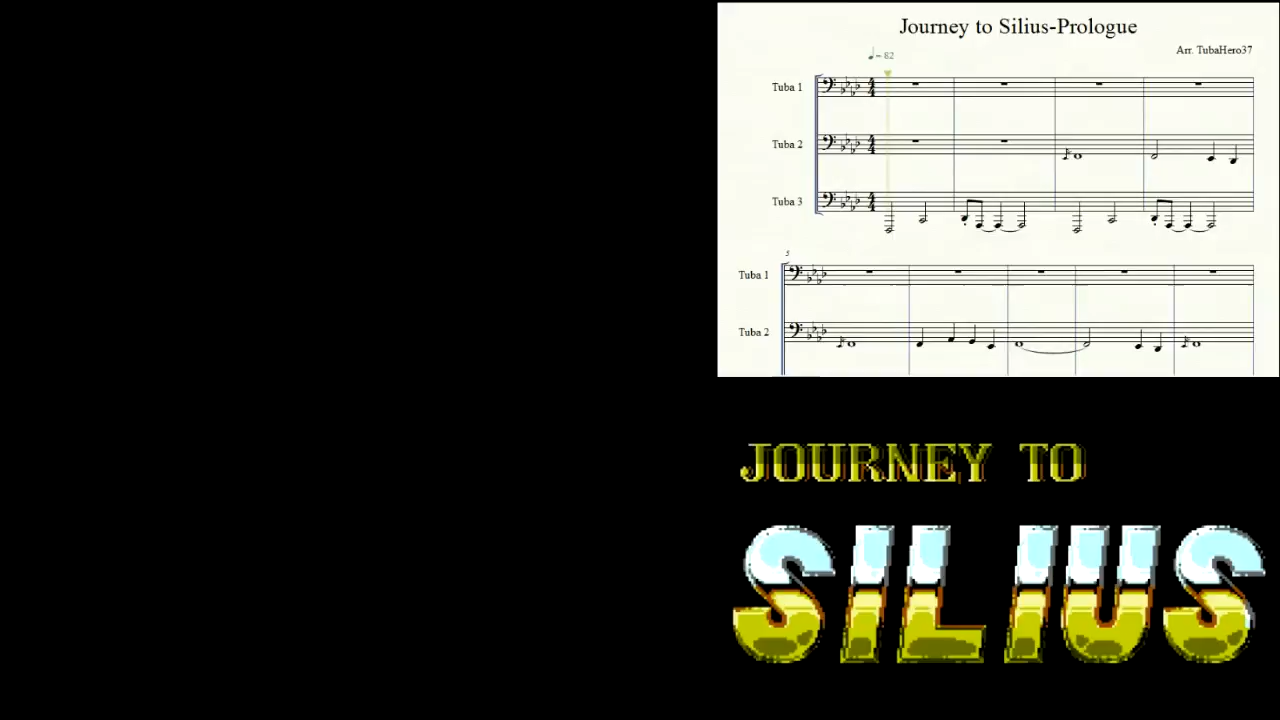 Journey to Silius-Prologue
Arr. TubaHero37
♩= 82
Tuba 1
Tuba 2
Tuba 3
5
Tuba 1
Tuba 2
JOURNEY TO
SILIUS